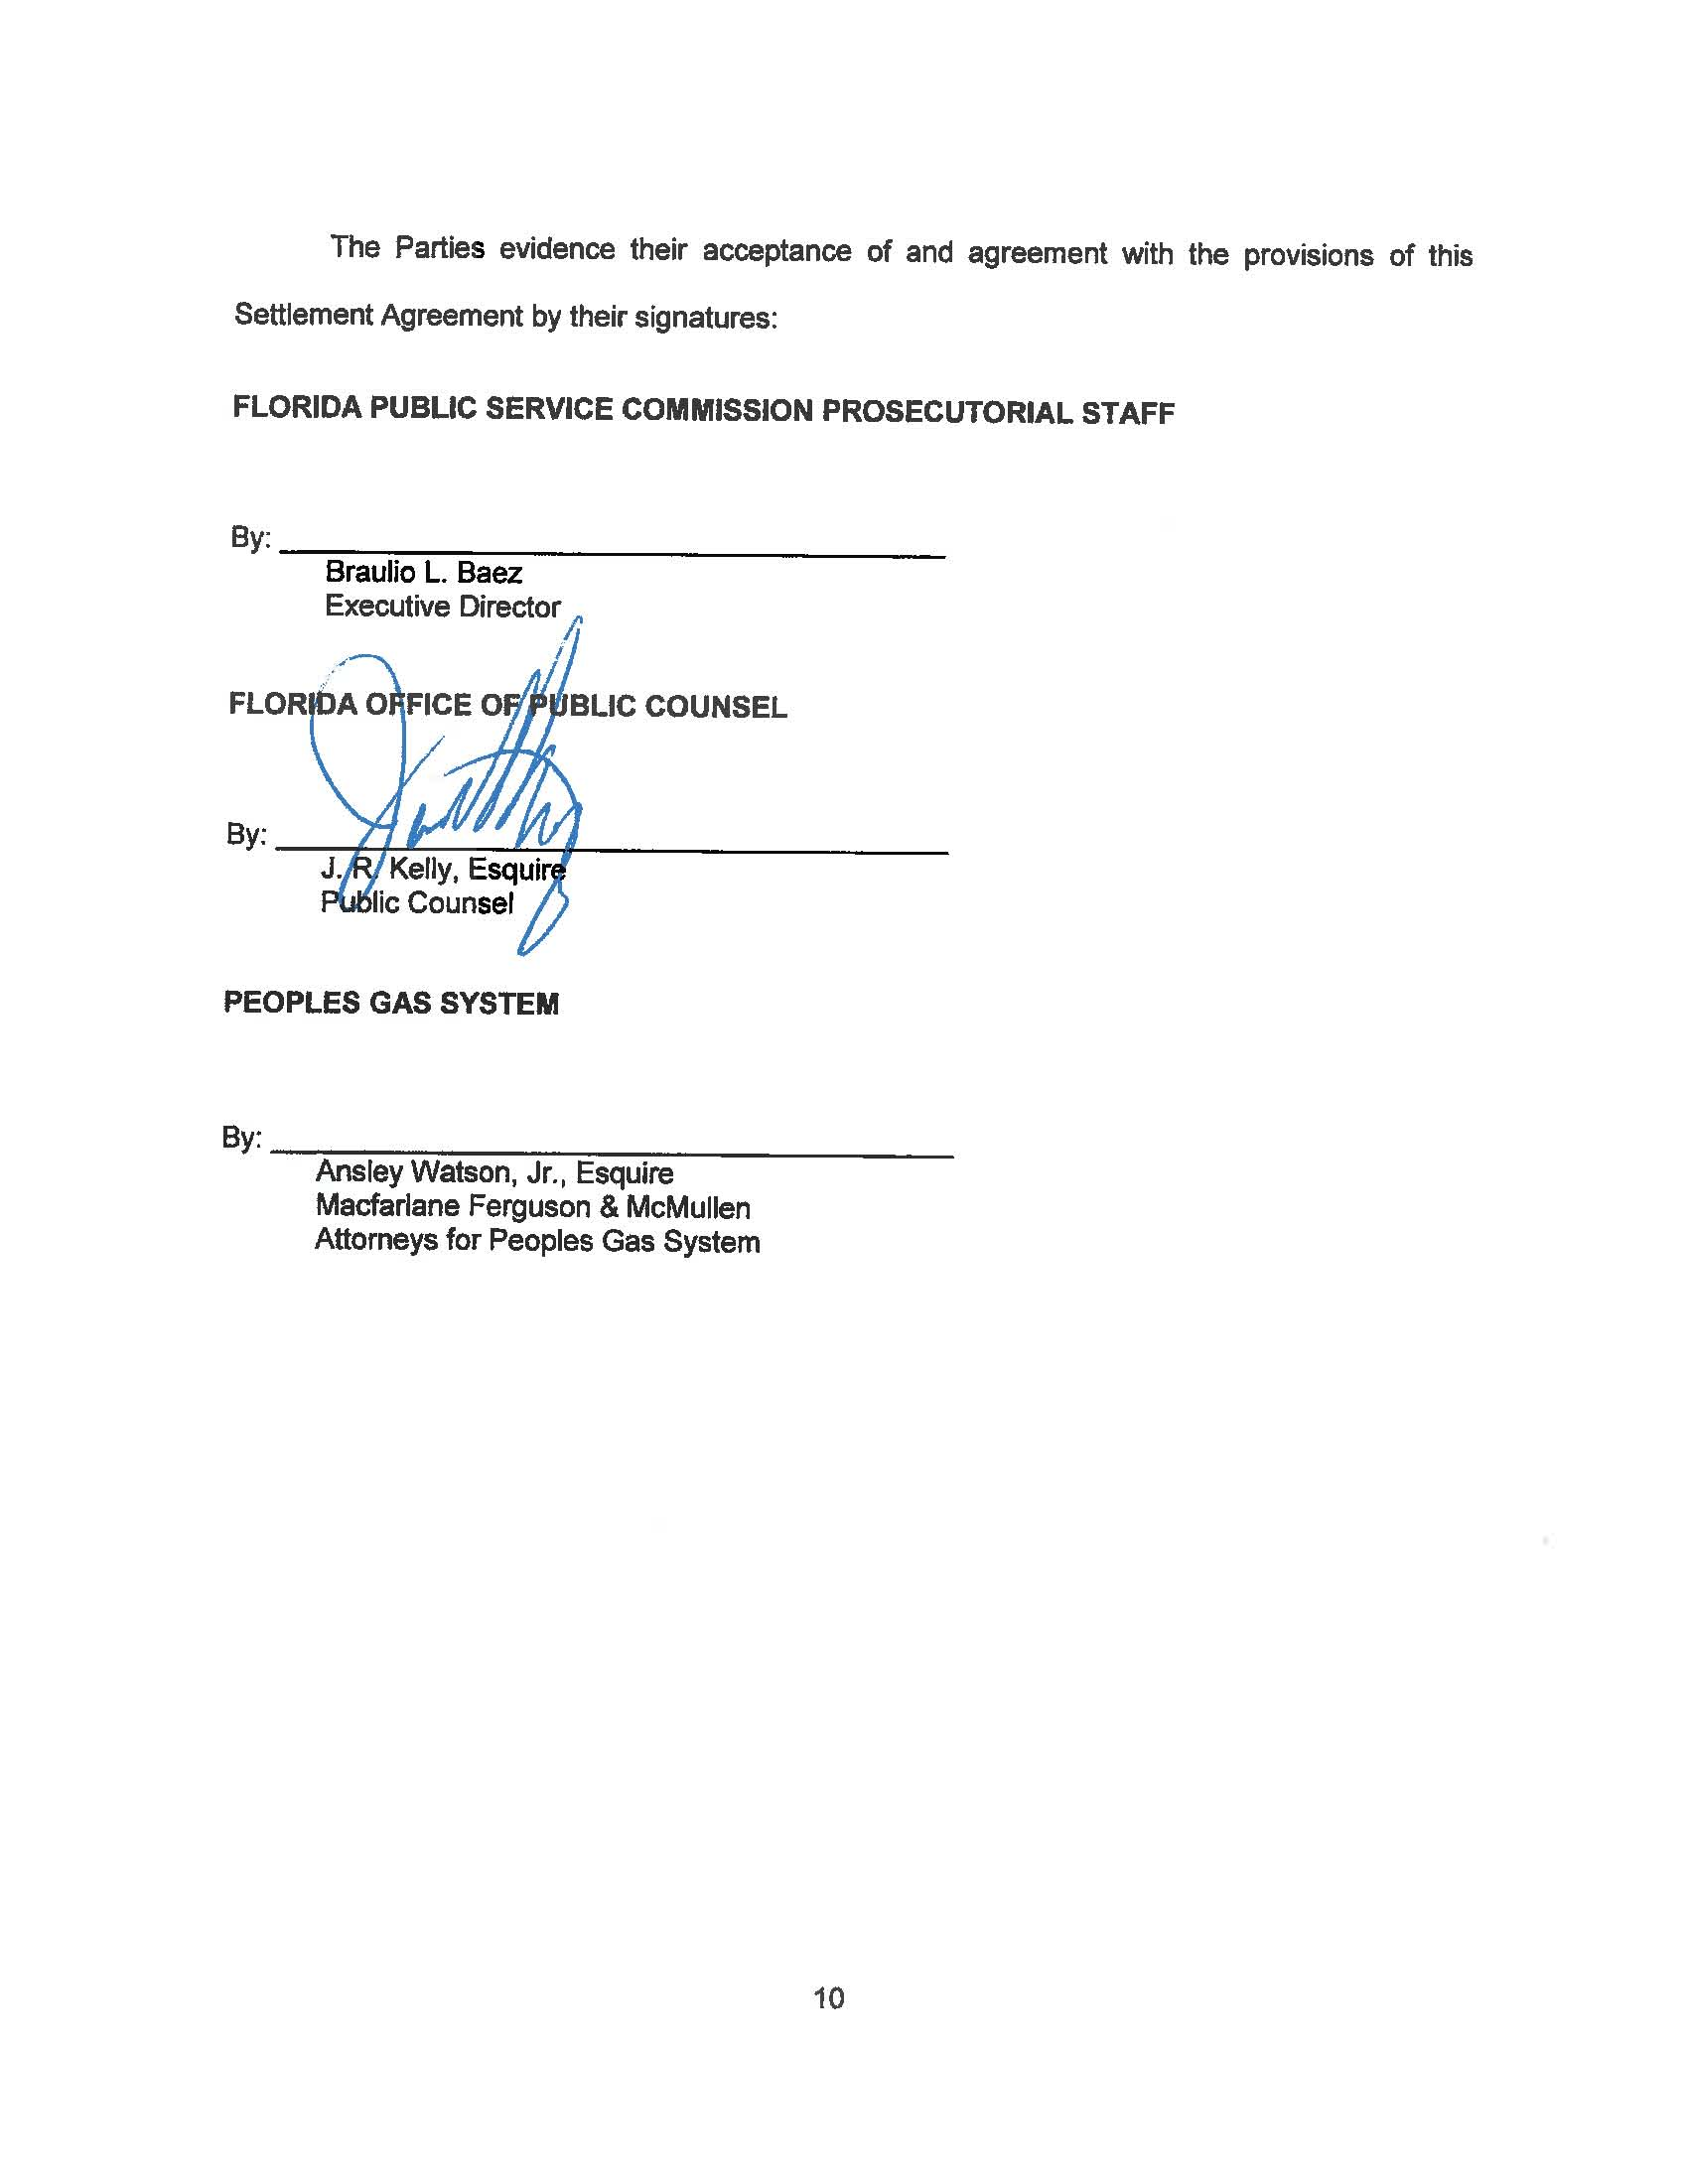 The Parties evidence their acceptance of and agreement with the provisions of this
Settlement Agreement by their signatures:
FLORIDA PUBLIC SERVICE COMMISSION PROSECUTORIAL STAFF
By:
Braulio L. Baez
Executive Director
FLORIDA OFFICE OF PUBLIC COUNSEL
By:
J. R. Kelly, Esquire
Public Counsel
PEOPLES GAS SYSTEM
By:
Ansley Watson, Jr., Esquire
Macfarlane Ferguson & McMullen
Attorneys for Peoples Gas System
10